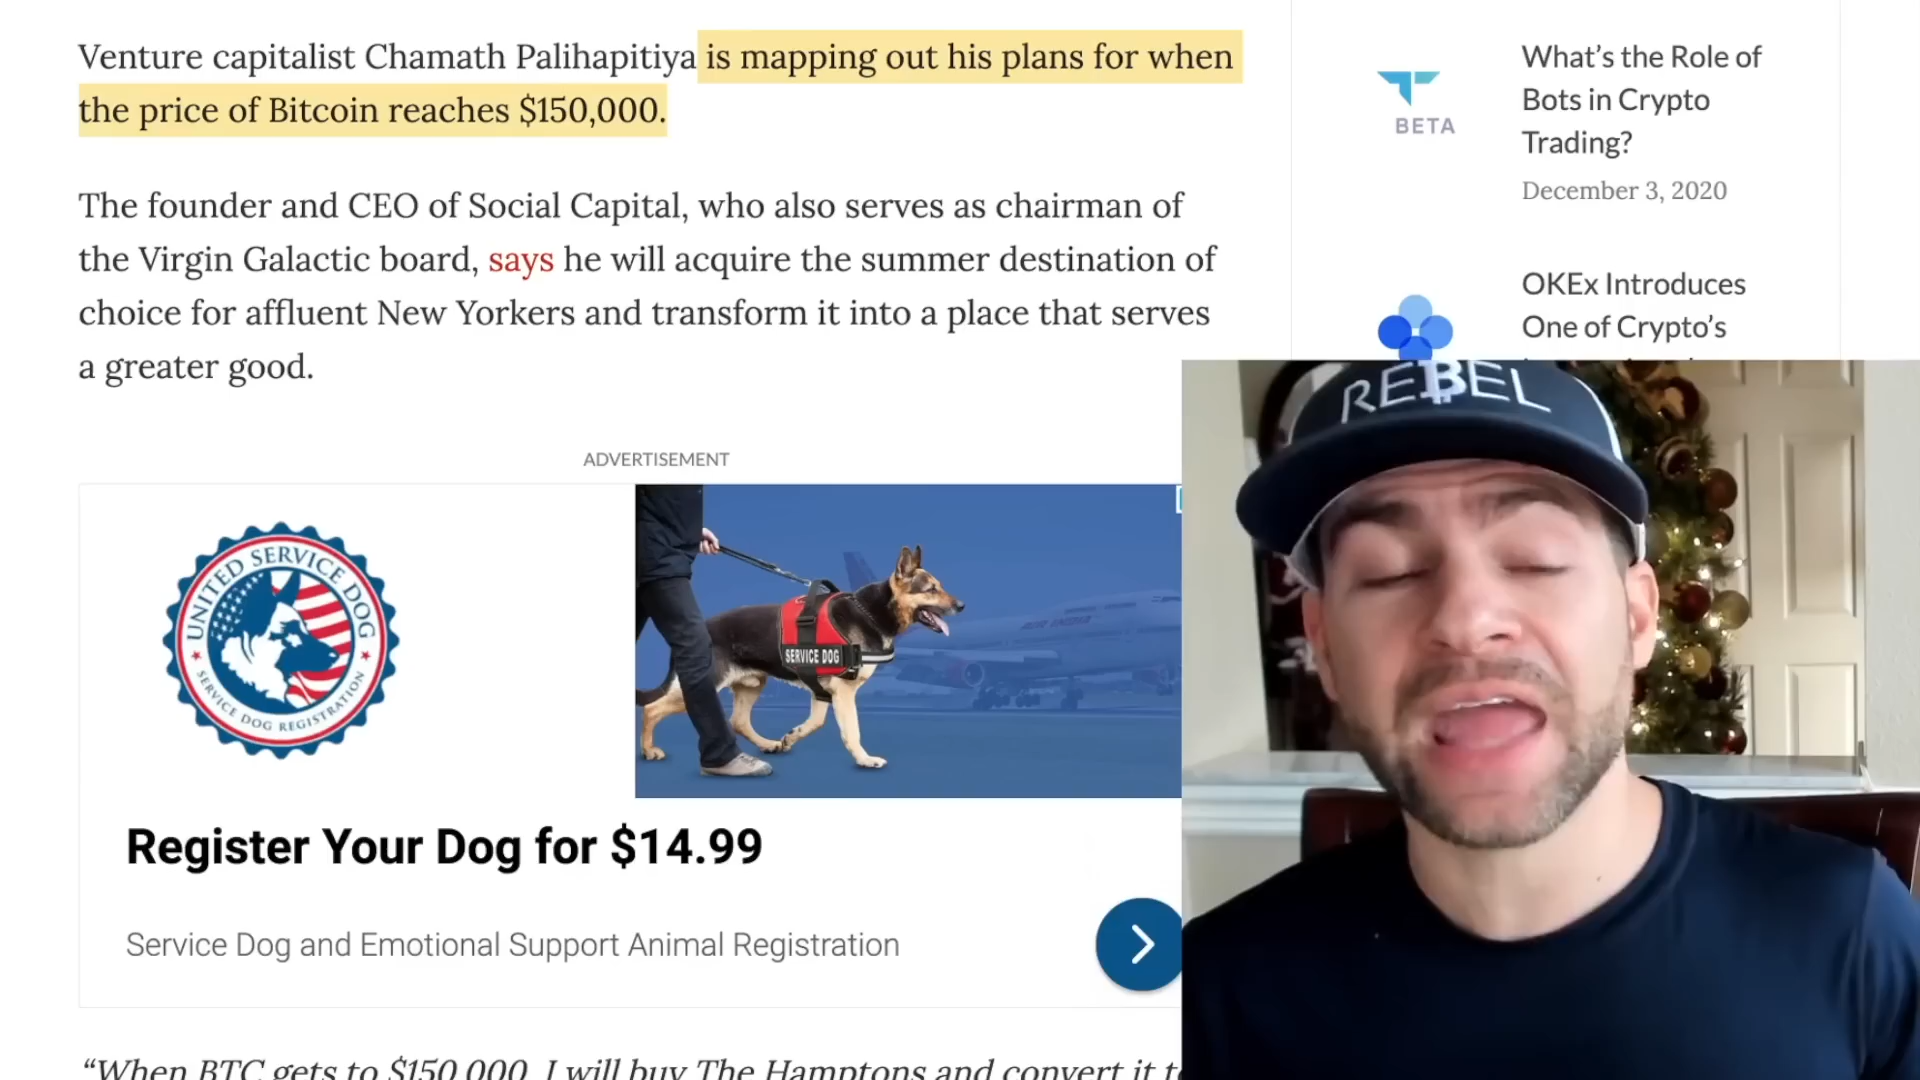 Venture capitalist Chamath Palihapitiya is mapping out his plans for when
the price of Bitcoin reaches $150,000.
The founder and CEO of Social Capital, who also serves as chairman of
the Virgin Galactic board, says he will acquire the summer destination of
choice for affluent New Yorkers and transform it into a place that serves
a greater good.
ADVERTISEMENT
UNITED SERVICE DOG
SERVICE DOG REGISTRATION
SERVICE DOG
Register Your Dog for $14.99
Service Dog and Emotional Support Animal Registration
“When BTC gets to $150,000, I will buy The Hamptons and convert it t
BETA
What’s the Role of
Bots in Crypto
Trading?
December 3, 2020
OKEx Introduces
One of Crypto’s
REBEL